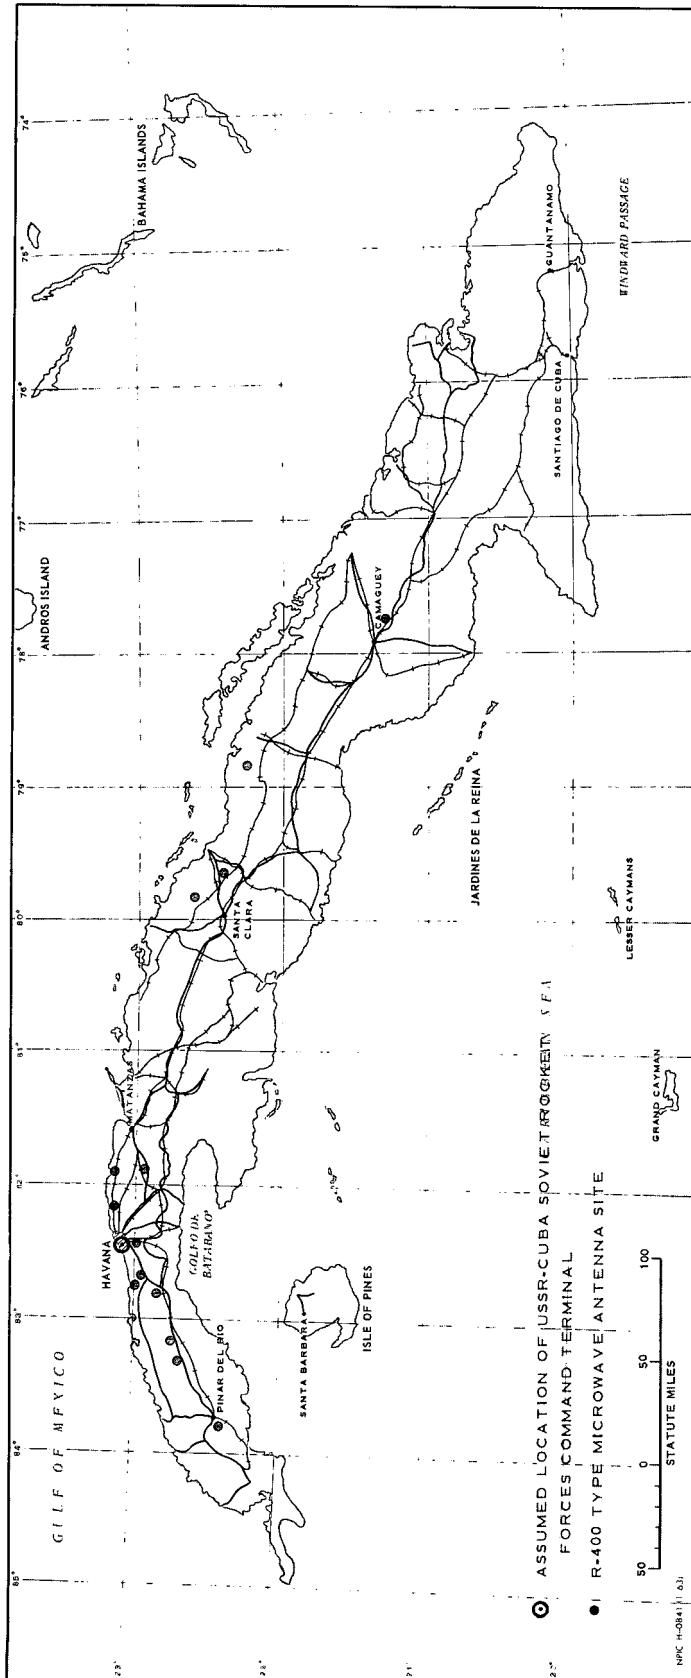 GULF OF MEXICO
ANDROS ISLAND
BAHAMA ISLANDS
85°
84°
83°
82°
81°
80°
79°
78°
77°
76°
75°
74°
HAVANA
MATANZAS
PINAR DEL RIO
GOLFO DE
BATABANO
SANTA BARBARA
ISLE OF PINES
SANTA
CLARA
CAMAGUEY
JARDINES DE LA REINA
SANTIAGO DE CUBA
GUANTANAMO
WINDWARD PASSAGE
LESSER CAYMANS
GRAND CAYMAN
SEA
ASSUMED LOCATION OF USSR-CUBA SOVIET ROCKET
FORCES COMMAND TERMINAL
R-400 TYPE MICROWAVE ANTENNA SITE
50 0 50 100
STATUTE MILES